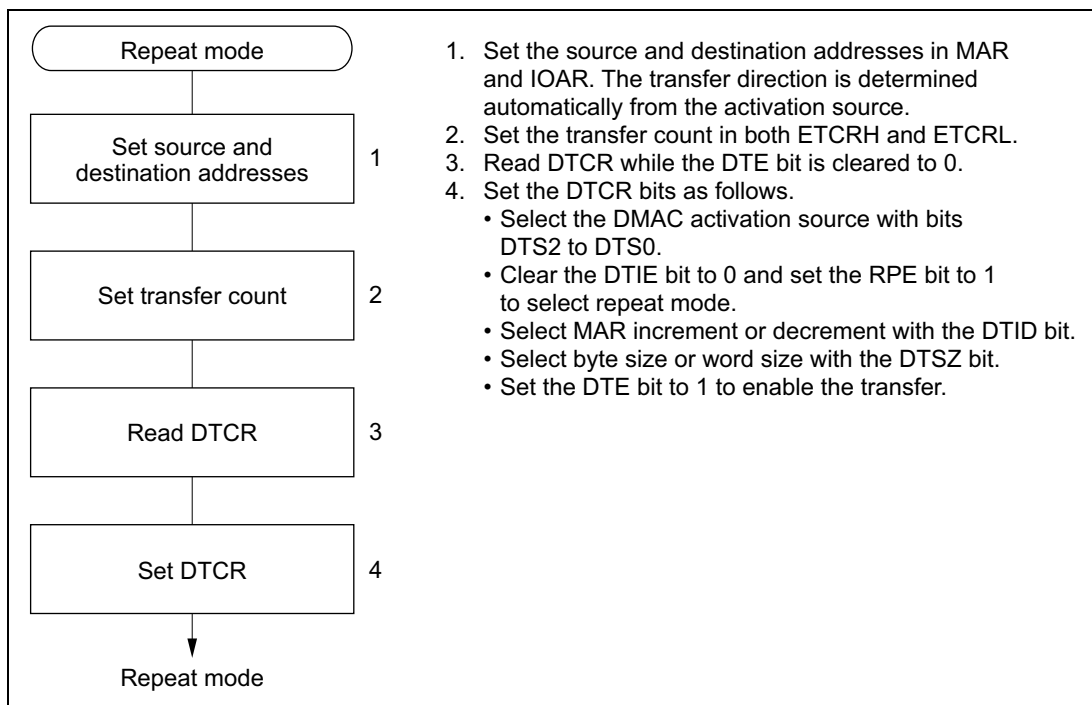 Repeat mode
Set source and
destination addresses
1
Set transfer count
2
Read DTCR
3
Set DTCR
4
Repeat mode
1. Set the source and destination addresses in MAR
and IOAR. The transfer direction is determined
automatically from the activation source.
2. Set the transfer count in both ETCRH and ETCRL.
3. Read DTCR while the DTE bit is cleared to 0.
4. Set the DTCR bits as follows.
• Select the DMAC activation source with bits
DTS2 to DTS0.
• Clear the DTIE bit to 0 and set the RPE bit to 1
to select repeat mode.
• Select MAR increment or decrement with the DTID bit.
• Select byte size or word size with the DTSZ bit.
• Set the DTE bit to 1 to enable the transfer.